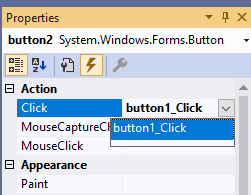 Properties
button2 System.Windows.Forms.Button
Action
Click button1_Click
button1_Click
MouseCaptureCh
MouseClick
Appearance
Paint